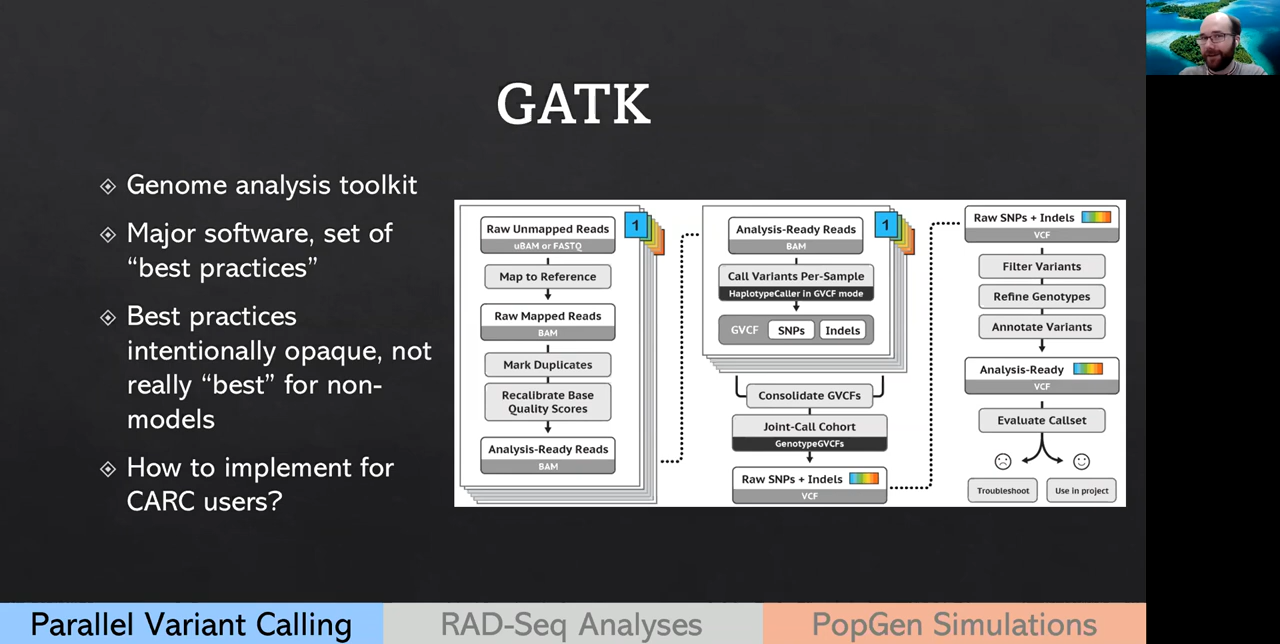 GATK
Genome analysis toolkit
Major software, set of
“best practices”
Best practices
intentionally opaque, not
really “best” for non-
models
How to implement for
CARC users?
1
Raw Unmapped Reads
uBAM or FASTQ
Map to Reference
Raw Mapped Reads
BAM
Mark Duplicates
Recalibrate Base
Quality Scores
Analysis-Ready Reads
BAM
1
Analysis-Ready Reads
BAM
Call Variants Per-Sample
HaplotypeCaller in GVCF mode
GVCF SNPs Indels
Consolidate GVCFs
Joint-Call Cohort
GenotypeGVCFs
Raw SNPs + Indels
VCF
Raw SNPs + Indels
VCF
Filter Variants
Refine Genotypes
Annotate Variants
Analysis-Ready
VCF
Evaluate Callset
Troubleshoot Use in project
Parallel Variant Calling RAD-Seq Analyses PopGen Simulations